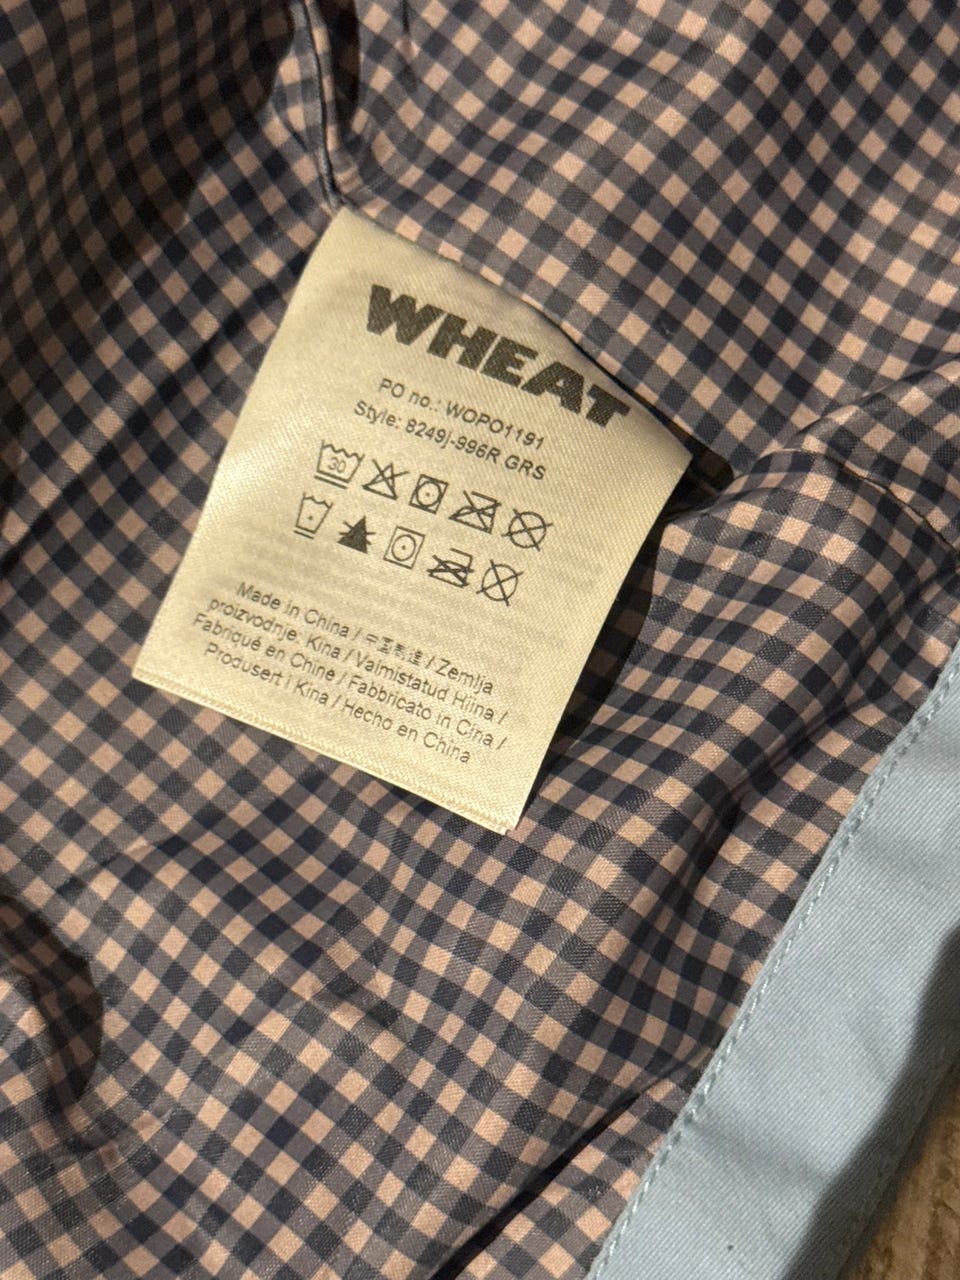 WHEAT
PO no.: WOPO1191
Style: 8249j-996R GRS
30
Made in China / 中国制造 / Zemlja
proizvodnje: Kina / Valmistatud Hiina /
Fabriqué en Chine / Fabbricato in Cina /
Produsert i Kina / Hecho en China